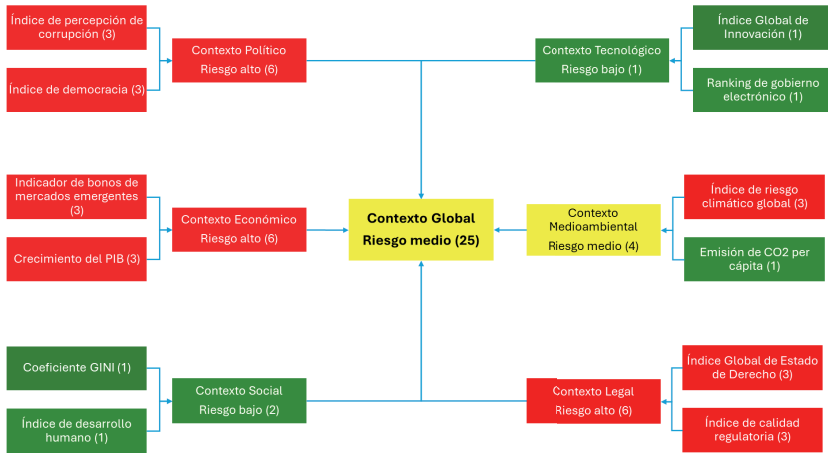 Índice de percepción de
corrupción (3)
Índice de democracia (3)
Contexto Político
Riesgo alto (6)
Contexto Tecnológico
Riesgo bajo (1)
Índice Global de
Innovación (1)
Ranking de gobierno
electrónico (1)
Indicador de bonos de
mercados emergentes
(3)
Crecimiento del PIB (3)
Contexto Económico
Riesgo alto (6)
Contexto Global
Riesgo medio (25)
Contexto
Medioambiental
Riesgo medio (4)
Índice de riesgo
climático global (3)
Emisión de CO2 per
cápita (1)
Coeficiente GINI (1)
Índice de desarrollo
humano (1)
Contexto Social
Riesgo bajo (2)
Contexto Legal
Riesgo alto (6)
Índice Global de Estado
de Derecho (3)
Índice de calidad
regulatoria (3)